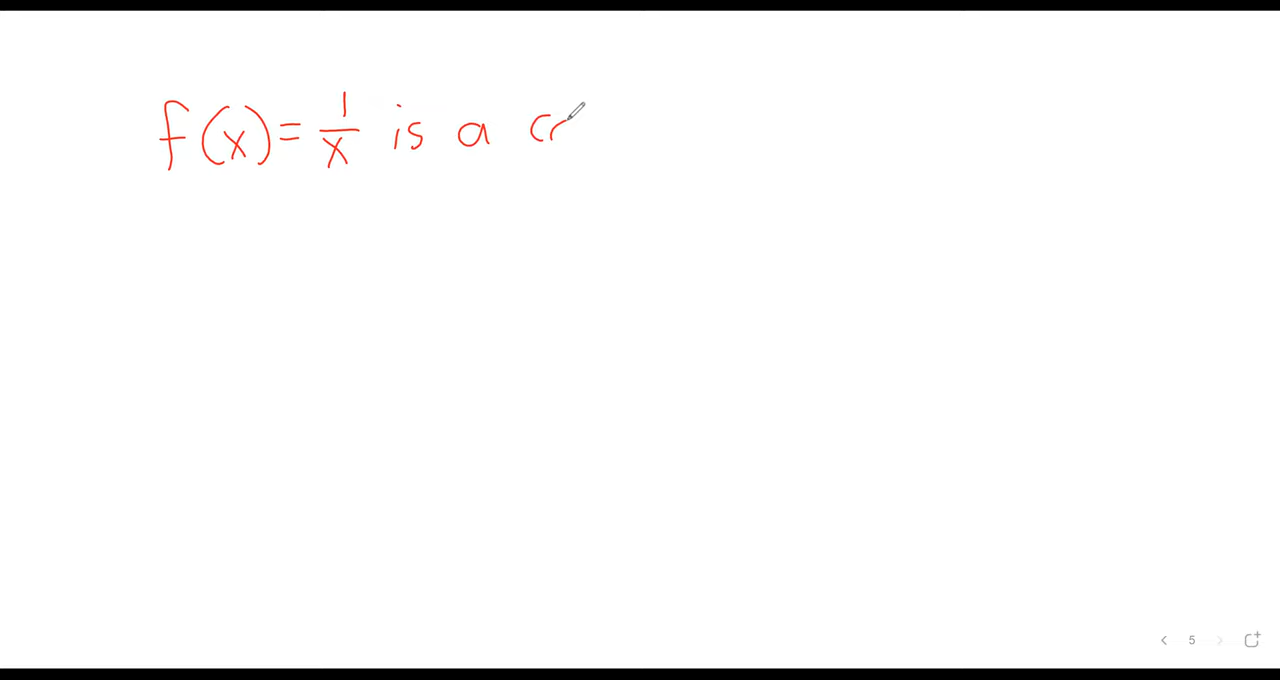 f(x) = 1/x is a
5